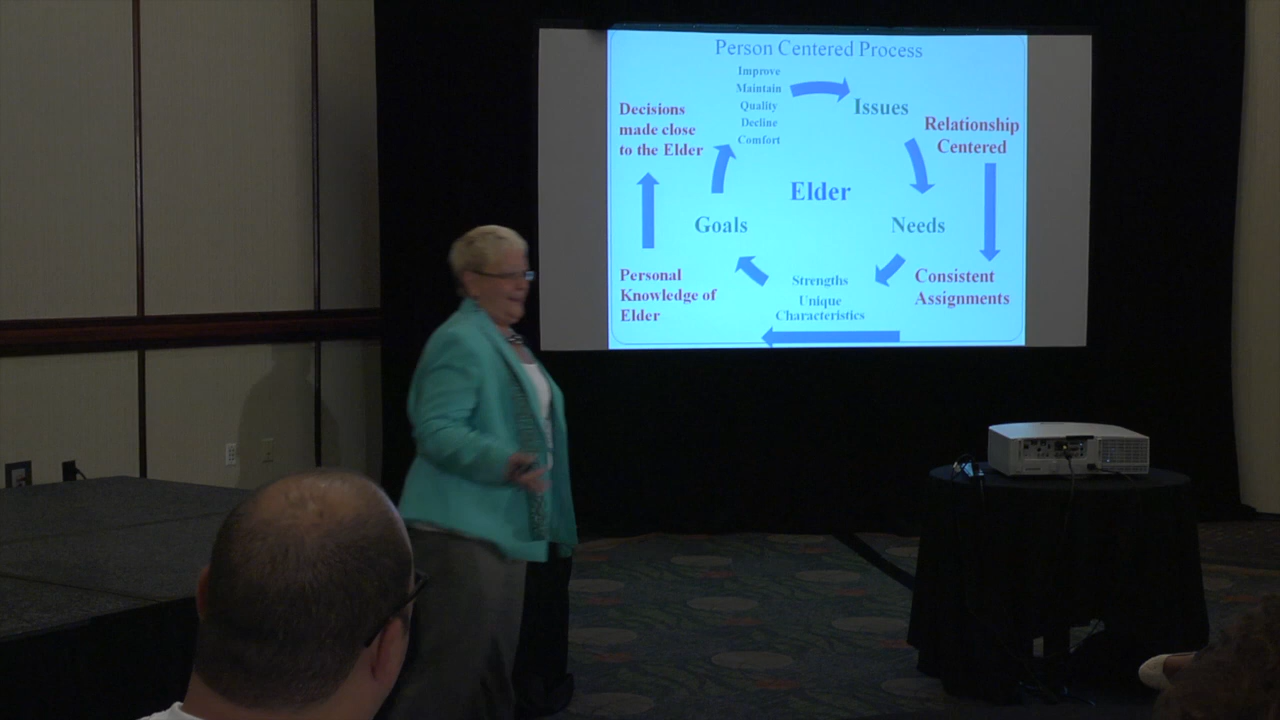 Person Centered Process
Improve
Maintain
Quality
Decline
Comfort
Issues
Decisions
made close
to the Elder
Relationship
Centered
Elder
Goals
Needs
Personal
Knowledge of
Elder
Strengths
Unique
Characteristics
Consistent
Assignments